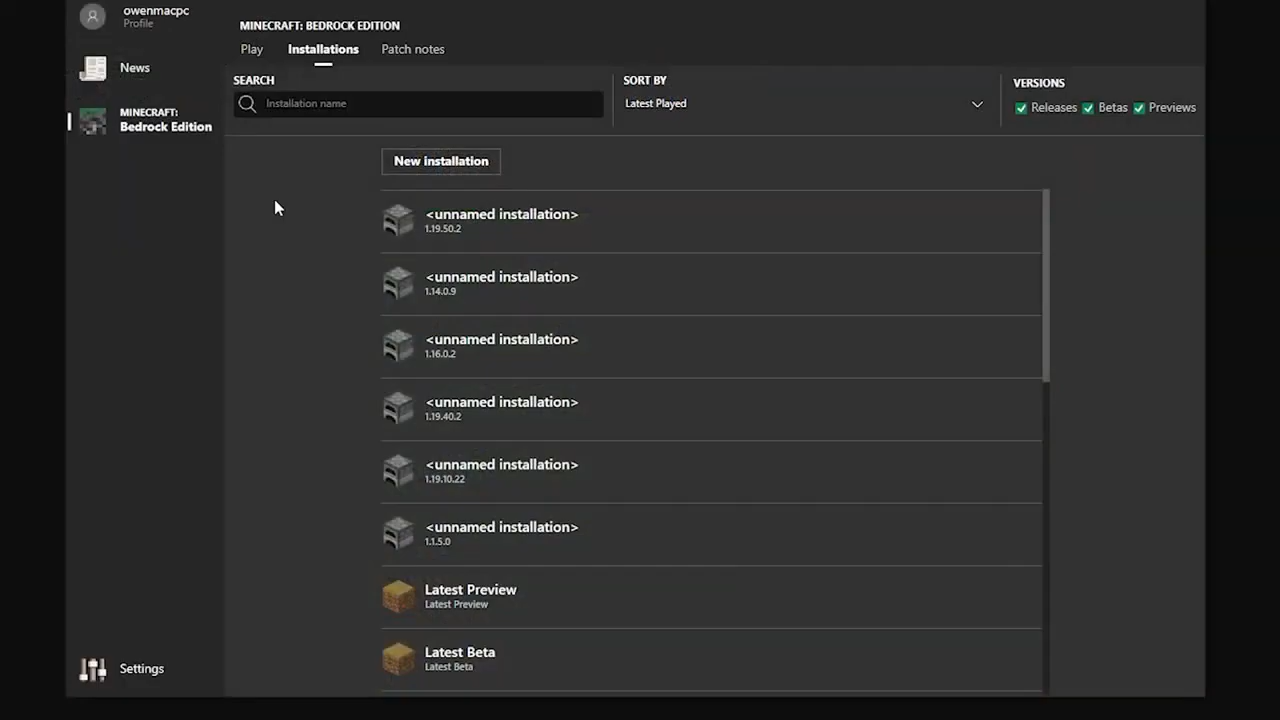 owenmacpc
Profile
News
MINECRAFT:
Bedrock Edition
Settings
MINECRAFT: BEDROCK EDITION
Play
Installations
Patch notes
SEARCH
Installation name
SORT BY
Latest Played
VERSIONS
Releases
Betas
Previews
New installation
<unnamed installation>
1.19.50.2
<unnamed installation>
1.14.0.9
<unnamed installation>
1.16.0.2
<unnamed installation>
1.19.40.2
<unnamed installation>
1.19.10.22
<unnamed installation>
1.1.5.0
Latest Preview
Latest Preview
Latest Beta
Latest Beta